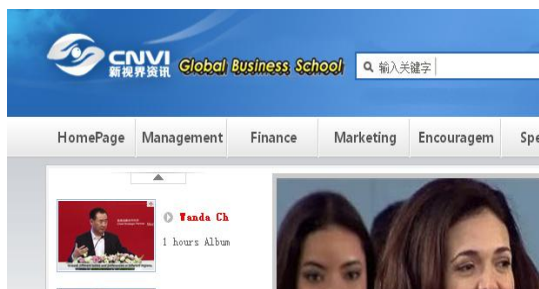 CNVI
新视界资讯
Global Business School
输入关键字
HomePage Management Finance Marketing Encouragem Spe
Wanda Ch
1 hours Album